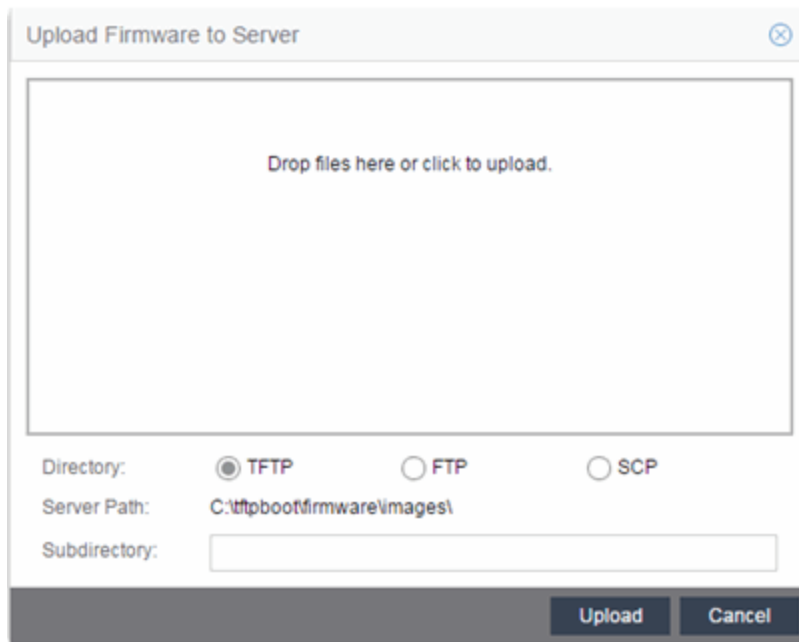 Upload Firmware to Server
Drop files here or click to upload.
Directory: TFTP FTP SCP
Server Path: C:\tftpboot\firmware\images\
Subdirectory:
Upload Cancel